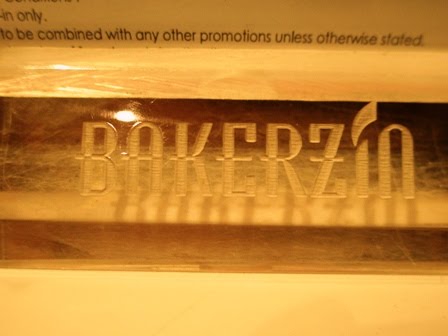 -in only.
to be combined with any other promotions unless otherwise stated.
BAKERZIN